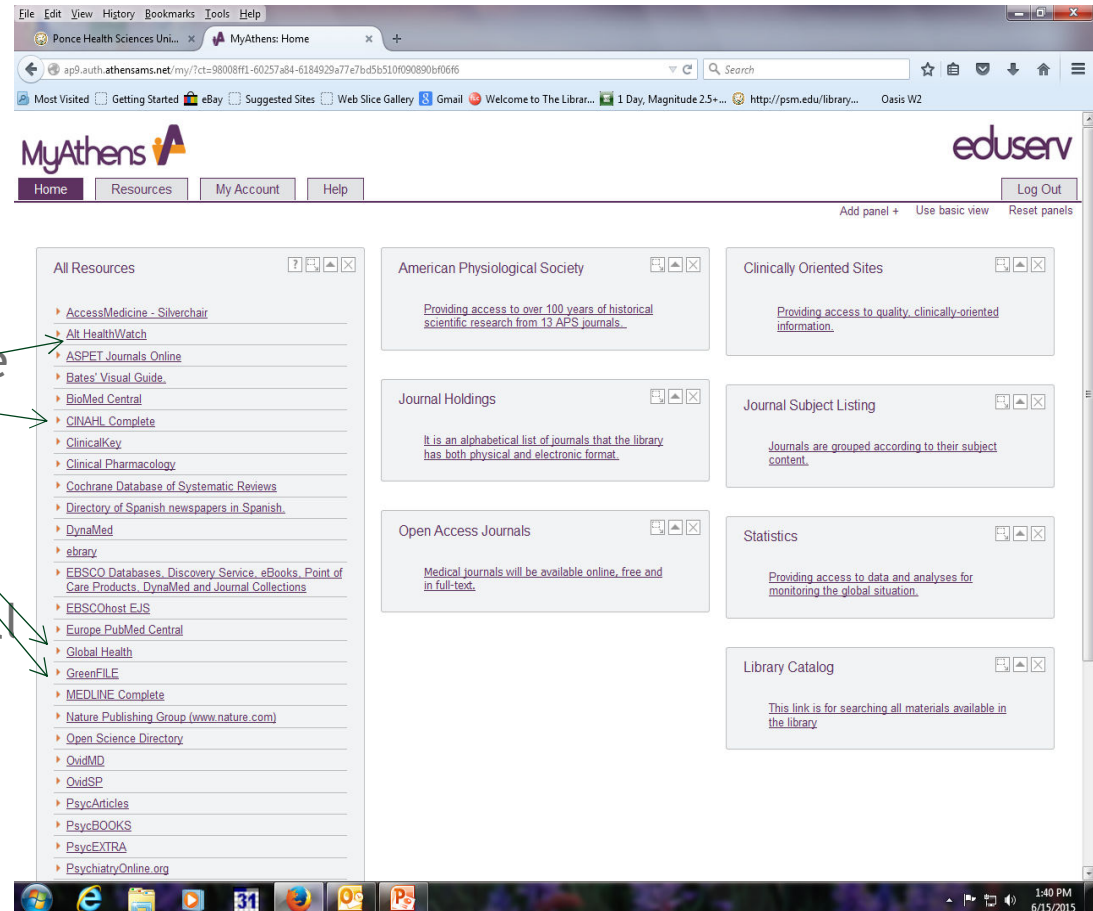 File Edit View History Bookmarks Tools Help
Ponce Health Sciences Uni... × MyAthens: Home × +
ap9.auth.athensams.net/my/?ct=98008ff1-60257a84-6184929a77e7bd5b510f090890bf06f6 Search
Most Visited Getting Started eBay Suggested Sites Web Slice Gallery Gmail Welcome to The Librar... 1 Day, Magnitude 2.5+... http://psm.edu/library... Oasis W2
MyAthens
eduserv
Home Resources My Account Help Log Out
Add panel + Use basic view Reset panels
All Resources
AccessMedicine - Silverchair
Alt HealthWatch
ASPET Journals Online
Bates' Visual Guide.
BioMed Central
CINAHL Complete
ClinicalKey
Clinical Pharmacology
Cochrane Database of Systematic Reviews
Directory of Spanish newspapers in Spanish.
DynaMed
ebrary
EBSCO Databases, Discovery Service, eBooks, Point of
Care Products, DynaMed and Journal Collections
EBSCOhost EJS
Europe PubMed Central
Global Health
GreenFILE
MEDLINE Complete
Nature Publishing Group (www.nature.com)
Open Science Directory
OvidMD
OvidSP
PsycArticles
PsycBOOKS
PsycEXTRA
PsychiatryOnline.org
American Physiological Society
Providing access to over 100 years of historical
scientific research from 13 APS journals.
Journal Holdings
It is an alphabetical list of journals that the library
has both physical and electronic format.
Open Access Journals
Medical journals will be available online, free and
in full-text.
Clinically Oriented Sites
Providing access to quality, clinically-oriented
information.
Journal Subject Listing
Journals are grouped according to their subject
content.
Statistics
Providing access to data and analyses for
monitoring the global situation.
Library Catalog
This link is for searching all materials available in
the library
31
1:40 PM
6/15/2015